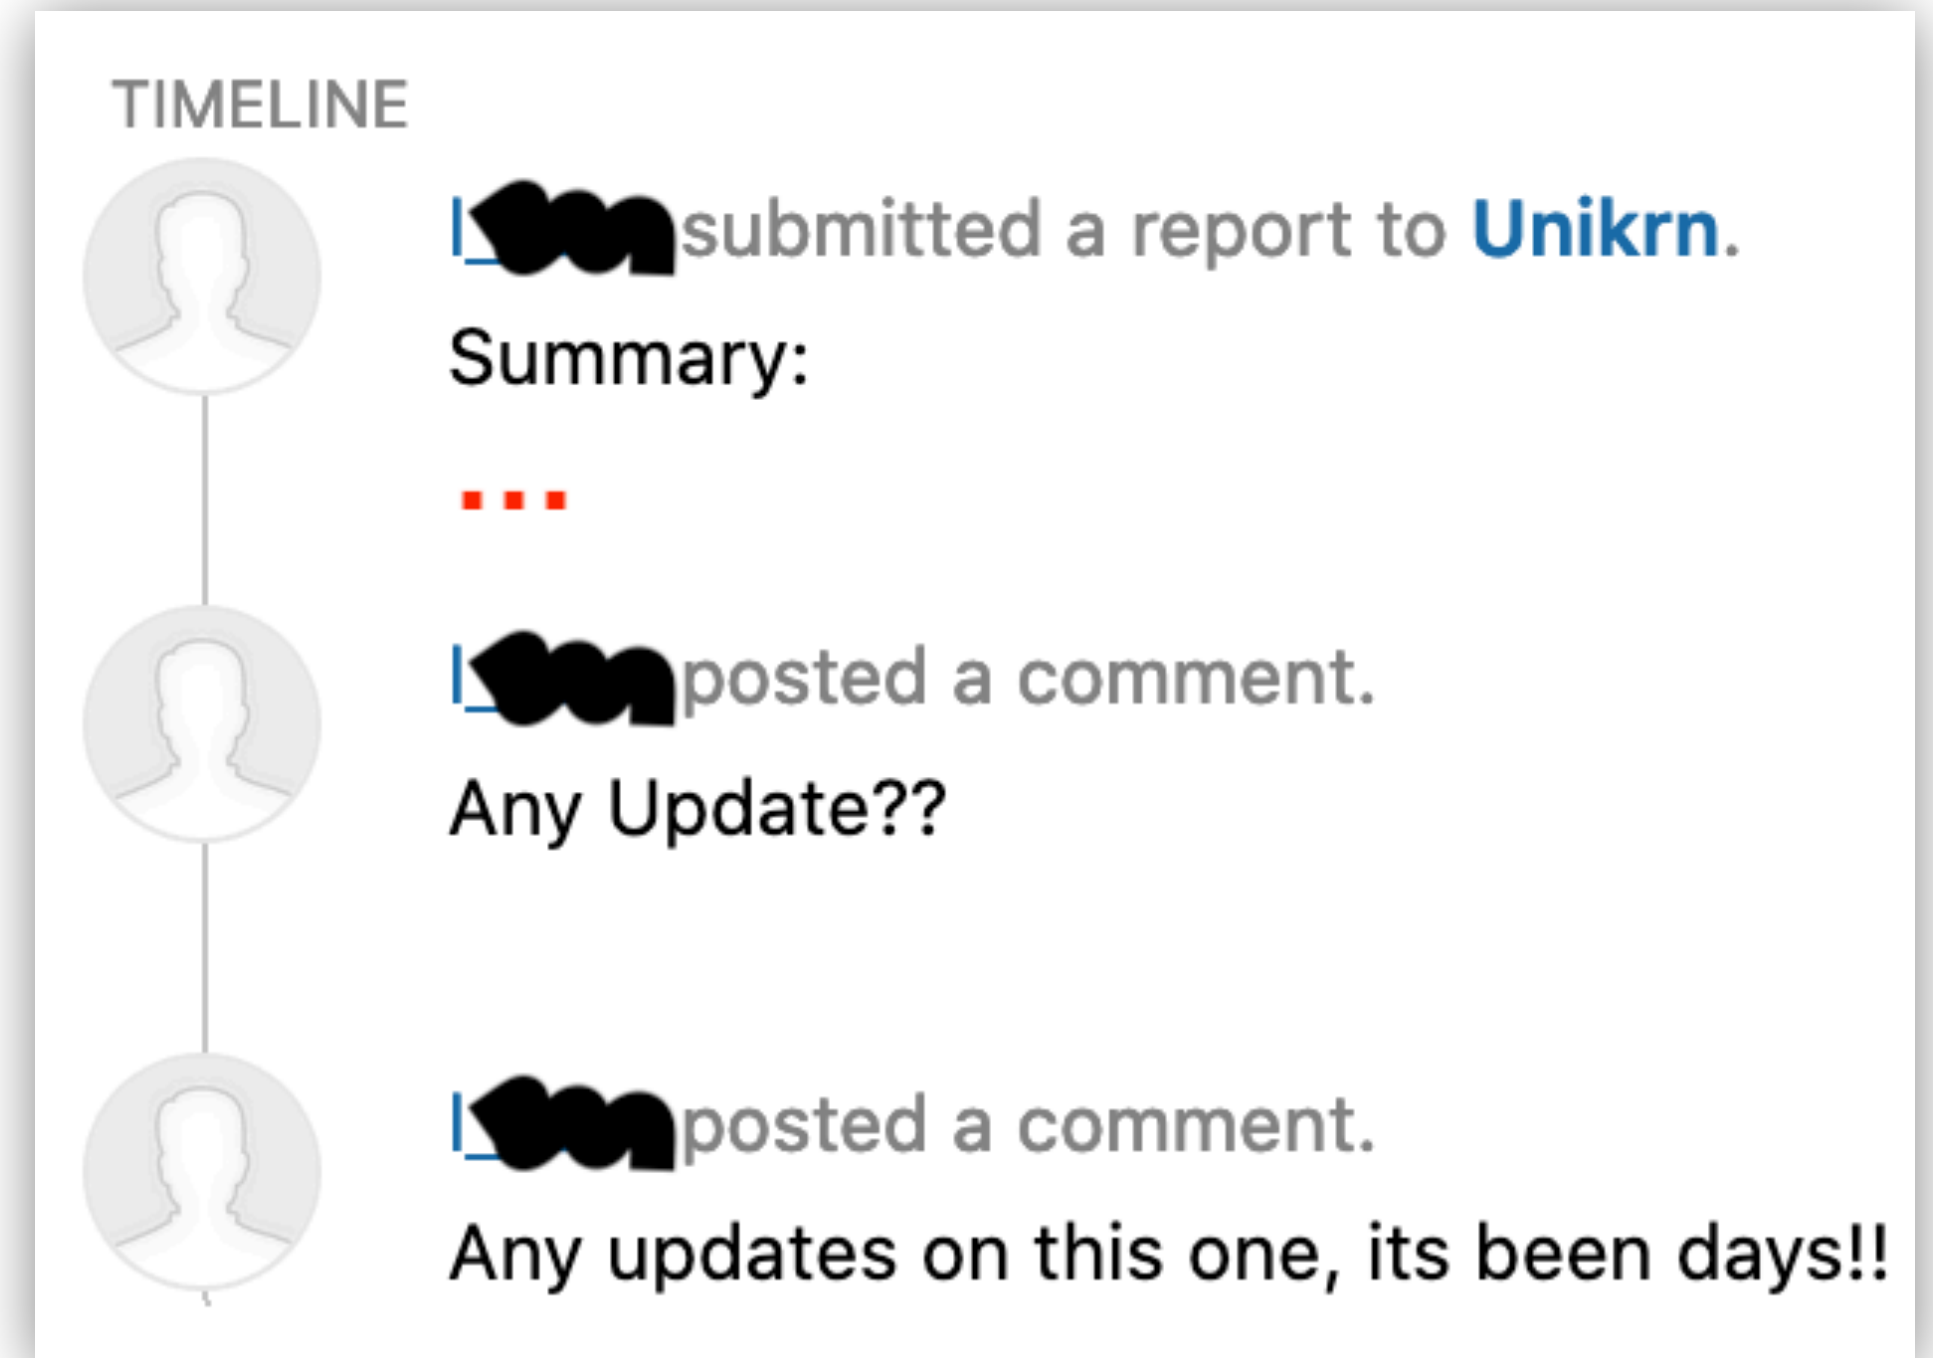 TIMELINE
submitted a report to Unikrn.
Summary:
...
posted a comment.
Any Update??
posted a comment.
Any updates on this one, its been days!!